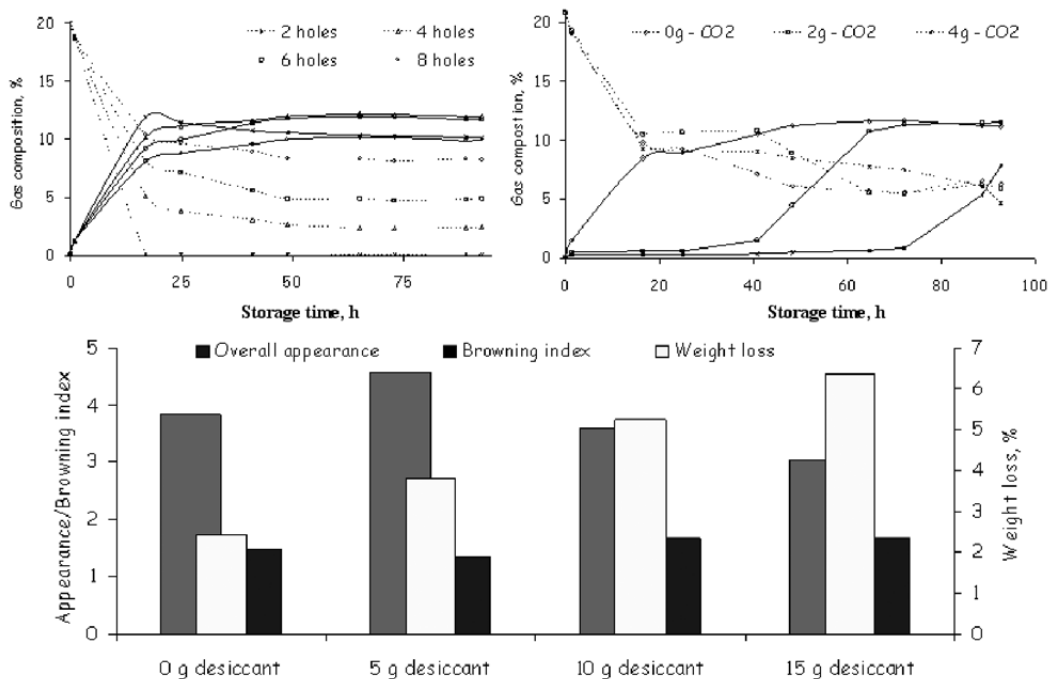 20
15
10
5
0
Gas composition, %
2 holes
4 holes
6 holes
8 holes
0
25
50
75
Storage time, h
20
15
10
5
0
Gas compostion, %
0g - CO2
2g - CO2
4g - CO2
0
20
40
60
80
100
Storage time, h
5
4
3
2
1
0
Appearance/Browning index
Overall appearance
Browning index
Weight loss
7
6
5
4
3
2
1
0
Weight loss, %
0 g desiccant
5 g desiccant
10 g desiccant
15 g desiccant